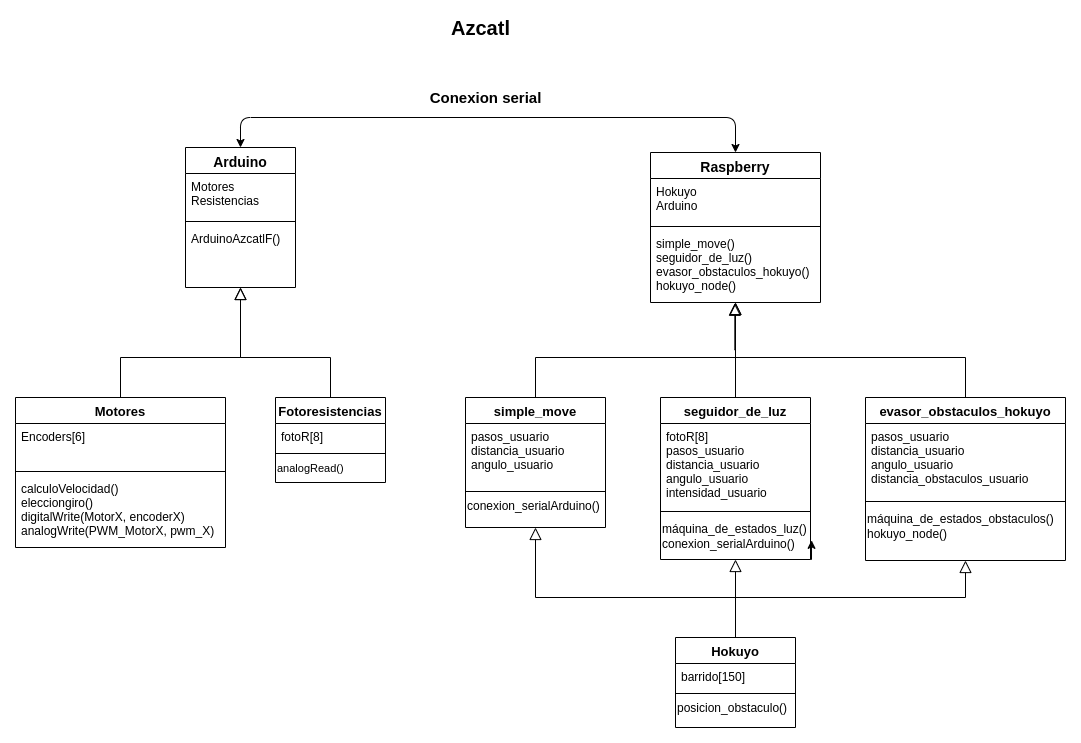 Azcatl
Conexion serial
Arduino
Motores
Resistencias
ArduinoAzcatlF()
Raspberry
Hokuyo
Arduino
simple_move()
seguidor_de_luz()
evasor_obstaculos_hokuyo()
hokuyo_node()
Motores
Encoders[6]
calculoVelocidad()
elecciongiro()
digitalWrite(MotorX, encoderX)
analogWrite(PWM_MotorX, pwm_X)
Fotoresistencias
fotoR[8]
analogRead()
simple_move
pasos_usuario
distancia_usuario
angulo_usuario
conexion_serialArduino()
seguidor_de_luz
fotoR[8]
pasos_usuario
distancia_usuario
angulo_usuario
intensidad_usuario
máquina_de_estados_luz()
conexion_serialArduino()
evasor_obstaculos_hokuyo
pasos_usuario
distancia_usuario
angulo_usuario
distancia_obstaculos_usuario
máquina_de_estados_obstaculos()
hokuyo_node()
Hokuyo
barrido[150]
posicion_obstaculo()